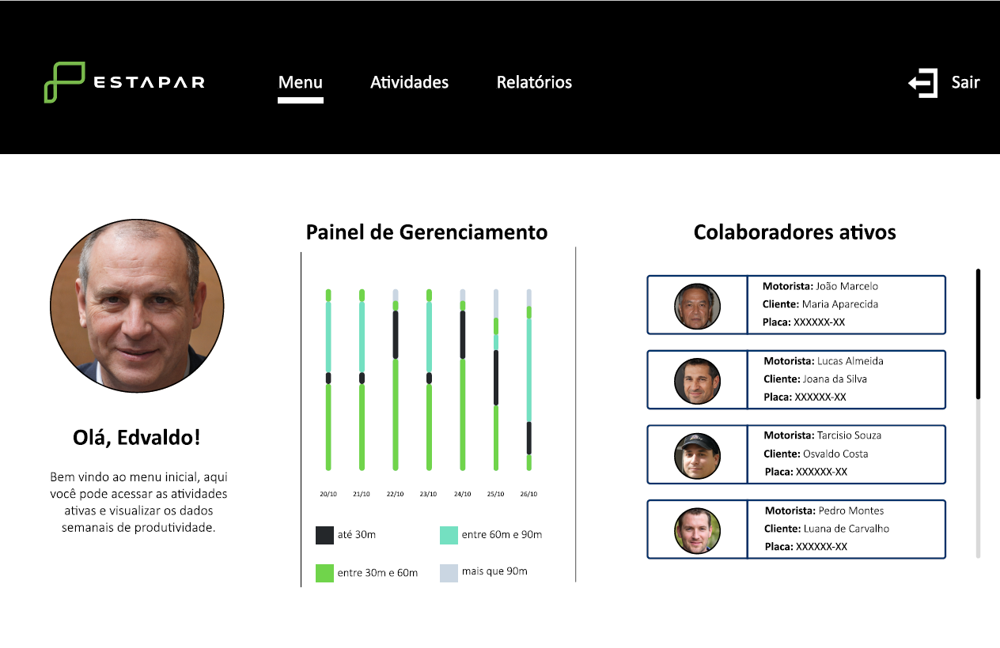 ESTAPAR
Menu
Atividades
Relatórios
Sair
Olá, Edvaldo!
Bem vindo ao menu inicial, aqui
você pode acessar as atividades
ativas e visualizar os dados
semanais de produtividade.
Painel de Gerenciamento
20/10
21/10
22/10
23/10
24/10
25/10
26/10
até 30m
entre 60m e 90m
entre 30m e 60m
mais que 90m
Colaboradores ativos
Motorista: João Marcelo
Cliente: Maria Aparecida
Placa: XXXXXX-XX
Motorista: Lucas Almeida
Cliente: Joana da Silva
Placa: XXXXXX-XX
Motorista: Tarcisio Souza
Cliente: Osvaldo Costa
Placa: XXXXXX-XX
Motorista: Pedro Montes
Cliente: Luana de Carvalho
Placa: XXXXXX-XX